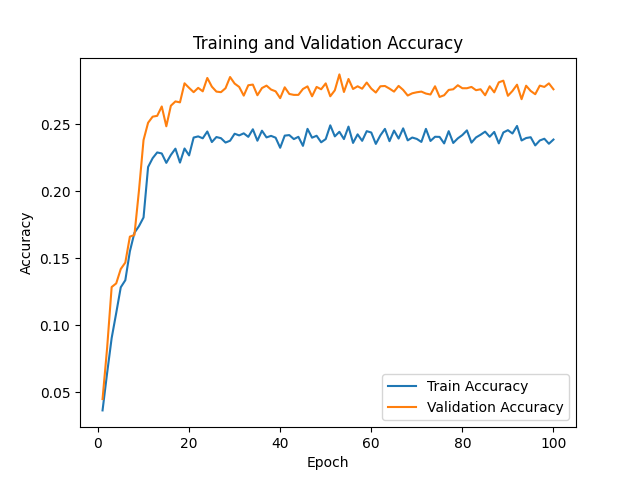 Training and Validation Accuracy
Accuracy
0.25
0.20
0.15
0.10
0.05
Train Accuracy
Validation Accuracy
0 20 40 60 80 100
Epoch